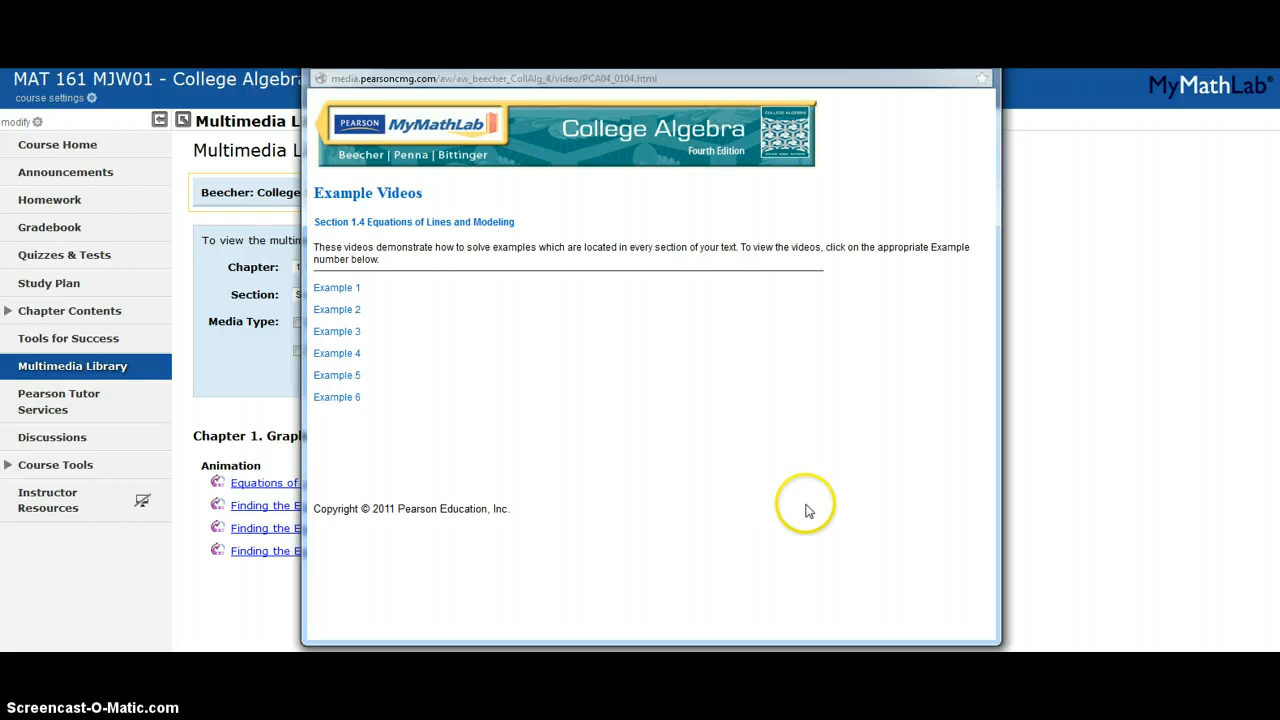 MAT 161 MJW01 - College Algebra
course settings
MyMathLab®
modify
Course Home
Announcements
Homework
Gradebook
Quizzes & Tests
Study Plan
Chapter Contents
Tools for Success
Multimedia Library
Pearson Tutor
Services
Discussions
Course Tools
Instructor
Resources
Multimedia L
Multimedia Li
Beecher: College
To view the multim
Chapter: 1
Section: S
Media Type:
Chapter 1. Grap
Animation
Equations of
Finding the E
Finding the E
Finding the E
media.pearsoncmg.com/aw/aw_beecher_CollAlg_4/video/PCA04_0104.html
PEARSON MyMathLab
College Algebra
Fourth Edition
Beecher | Penna | Bittinger
Example Videos
Section 1.4 Equations of Lines and Modeling
These videos demonstrate how to solve examples which are located in every section of your text. To view the videos, click on the appropriate Example
number below.
Example 1
Example 2
Example 3
Example 4
Example 5
Example 6
Copyright © 2011 Pearson Education, Inc.
Screencast-O-Matic.com